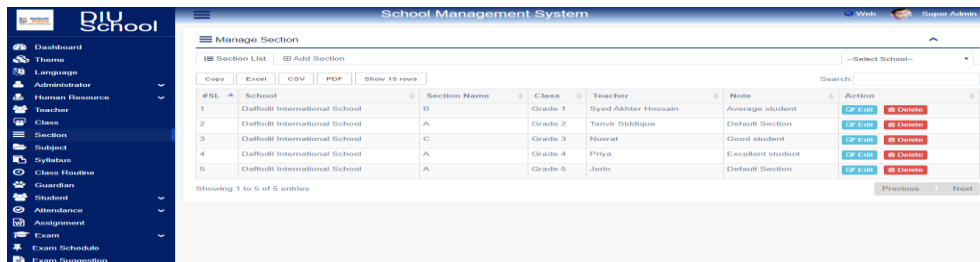 DIU School
School Management System
Web Super Admin
Dashboard
Theme
Language
Administrator
Human Resource
Teacher
Class
Section
Subject
Syllabus
Class Routine
Guardian
Student
Attendance
Assignment
Exam
Exam Schedule
Exam Suggestion
Manage Section
Section List Add Section
--Select School--
Copy Excel CSV PDF Show 15 rows
Search:
#SL School Section Name Class Teacher Note Action
1 Daffodil International School B Grade 1 Syed Akhter Hossain Average student Edit Delete
2 Daffodil International School A Grade 2 Tanvir Siddique Default Section Edit Delete
3 Daffodil International School C Grade 3 Nusrat Good student Edit Delete
4 Daffodil International School A Grade 4 Priya Excellent student Edit Delete
5 Daffodil International School A Grade 5 Jerin Default Section Edit Delete
Showing 1 to 5 of 5 entries
Previous 1 Next